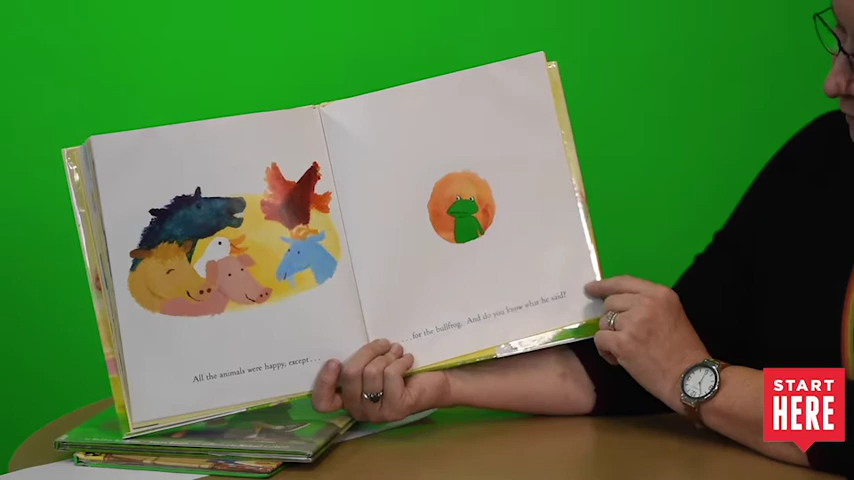 All the animals were happy, except . . .
. . . for the bullfrog. And do you know what he said?
START
HERE